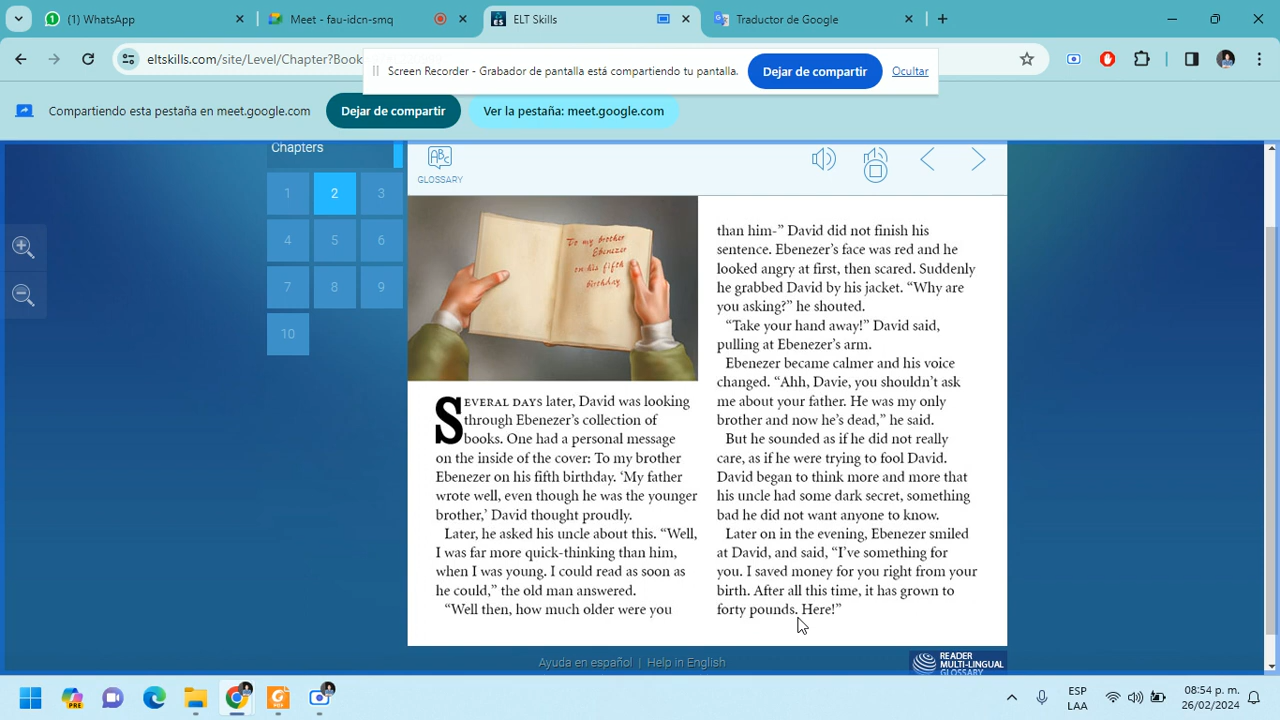 (1) WhatsApp
Meet - fau-idcn-smq
ELT Skills
Traductor de Google
eltskills.com/site/Level/Chapter?Book
Screen Recorder - Grabador de pantalla está compartiendo tu pantalla.
Dejar de compartir
Ocultar
Compartiendo esta pestaña en meet.google.com
Dejar de compartir
Ver la pestaña: meet.google.com
Chapters
1 2 3
4 5 6
7 8 9
10
ABC
GLOSSARY
To my brother
Ebenezer
on his fifth
birthday
SEVERAL DAYS later, David was looking
through Ebenezer’s collection of
books. One had a personal message
on the inside of the cover: To my brother
Ebenezer on his fifth birthday. ‘My father
wrote well, even though he was the younger
brother,’ David thought proudly.
Later, he asked his uncle about this. “Well,
I was far more quick-thinking than him,
when I was young. I could read as soon as
he could,” the old man answered.
“Well then, how much older were you
than him-” David did not finish his
sentence. Ebenezer’s face was red and he
looked angry at first, then scared. Suddenly
he grabbed David by his jacket. “Why are
you asking?” he shouted.
“Take your hand away!” David said,
pulling at Ebenezer’s arm.
Ebenezer became calmer and his voice
changed. “Ahh, Davie, you shouldn’t ask
me about your father. He was my only
brother and now he’s dead,” he said.
But he sounded as if he did not really
care, as if he were trying to fool David.
David began to think more and more that
his uncle had some dark secret, something
bad he did not want anyone to know.
Later on in the evening, Ebenezer smiled
at David, and said, “I’ve something for
you. I saved money for you right from your
birth. After all this time, it has grown to
forty pounds. Here!”
Ayuda en español | Help in English
READER
MULTI-LINGUAL
GLOSSARY
PRE
ESP
LAA
08:54 p. m.
26/02/2024